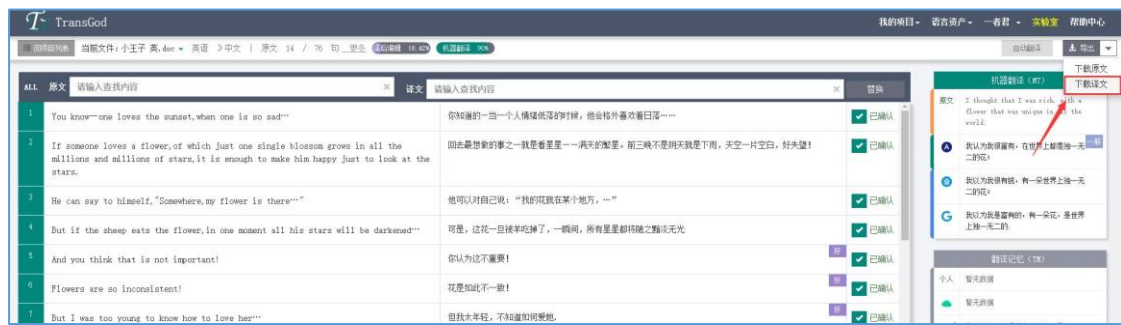 TransGod
我的项目 语言资产 一者君 实验室 帮助中心
当前文件：小王子 英.doc 英语 》中文 | 原文 14 / 76 句
机器翻译 90%
自动翻译
导出
下载原文
下载译文
ALL 原文 请输入查找内容 × 译文 请输入查找内容 × 替换
1 You know一one loves the sunset,when one is so sad… 你知道的一当一个人情绪低落的时候，他会格外喜欢看日落…… 已确认
2 If someone loves a flower,of which just one single blossom grows in all the 回去最想象的事之一就是看星星——满天的繁星。前三晚不是阴天就是下雨，天空一片空白，好失望！ 已确认
millions and millions of stars,it is enough to make him happy just to look at the
stars.
3 He can say to himself,"Somewhere,my flower is there…" 他可以对自己说："我的花就在某个地方，…" 已确认
4 But if the sheep eats the flower,in one moment all his stars will be darkened… 可是，这花一旦被羊吃掉了，一瞬间，所有星星都将随之黯淡无光 已确认
5 And you think that is not important! 你认为这不重要！ 好 已确认
6 Flowers are so inconsistent! 花是如此不一致！ 好 已确认
7 But I was too young to know how to love her… 但我太年轻，不知道如何爱她. 好 已确认
机器翻译（MT）
原文 I thought that I was rich, with a
flower that was unique in all the
world;
我认为我很富有，在世界上都是独一无 一般
二的花；
我以为我很有钱，有一朵世界上独一无
二的花；
我以为我是富有的，有一朵花，是世界
上独一无二的;
翻译记忆（TM）
个人 暂无数据
暂无数据